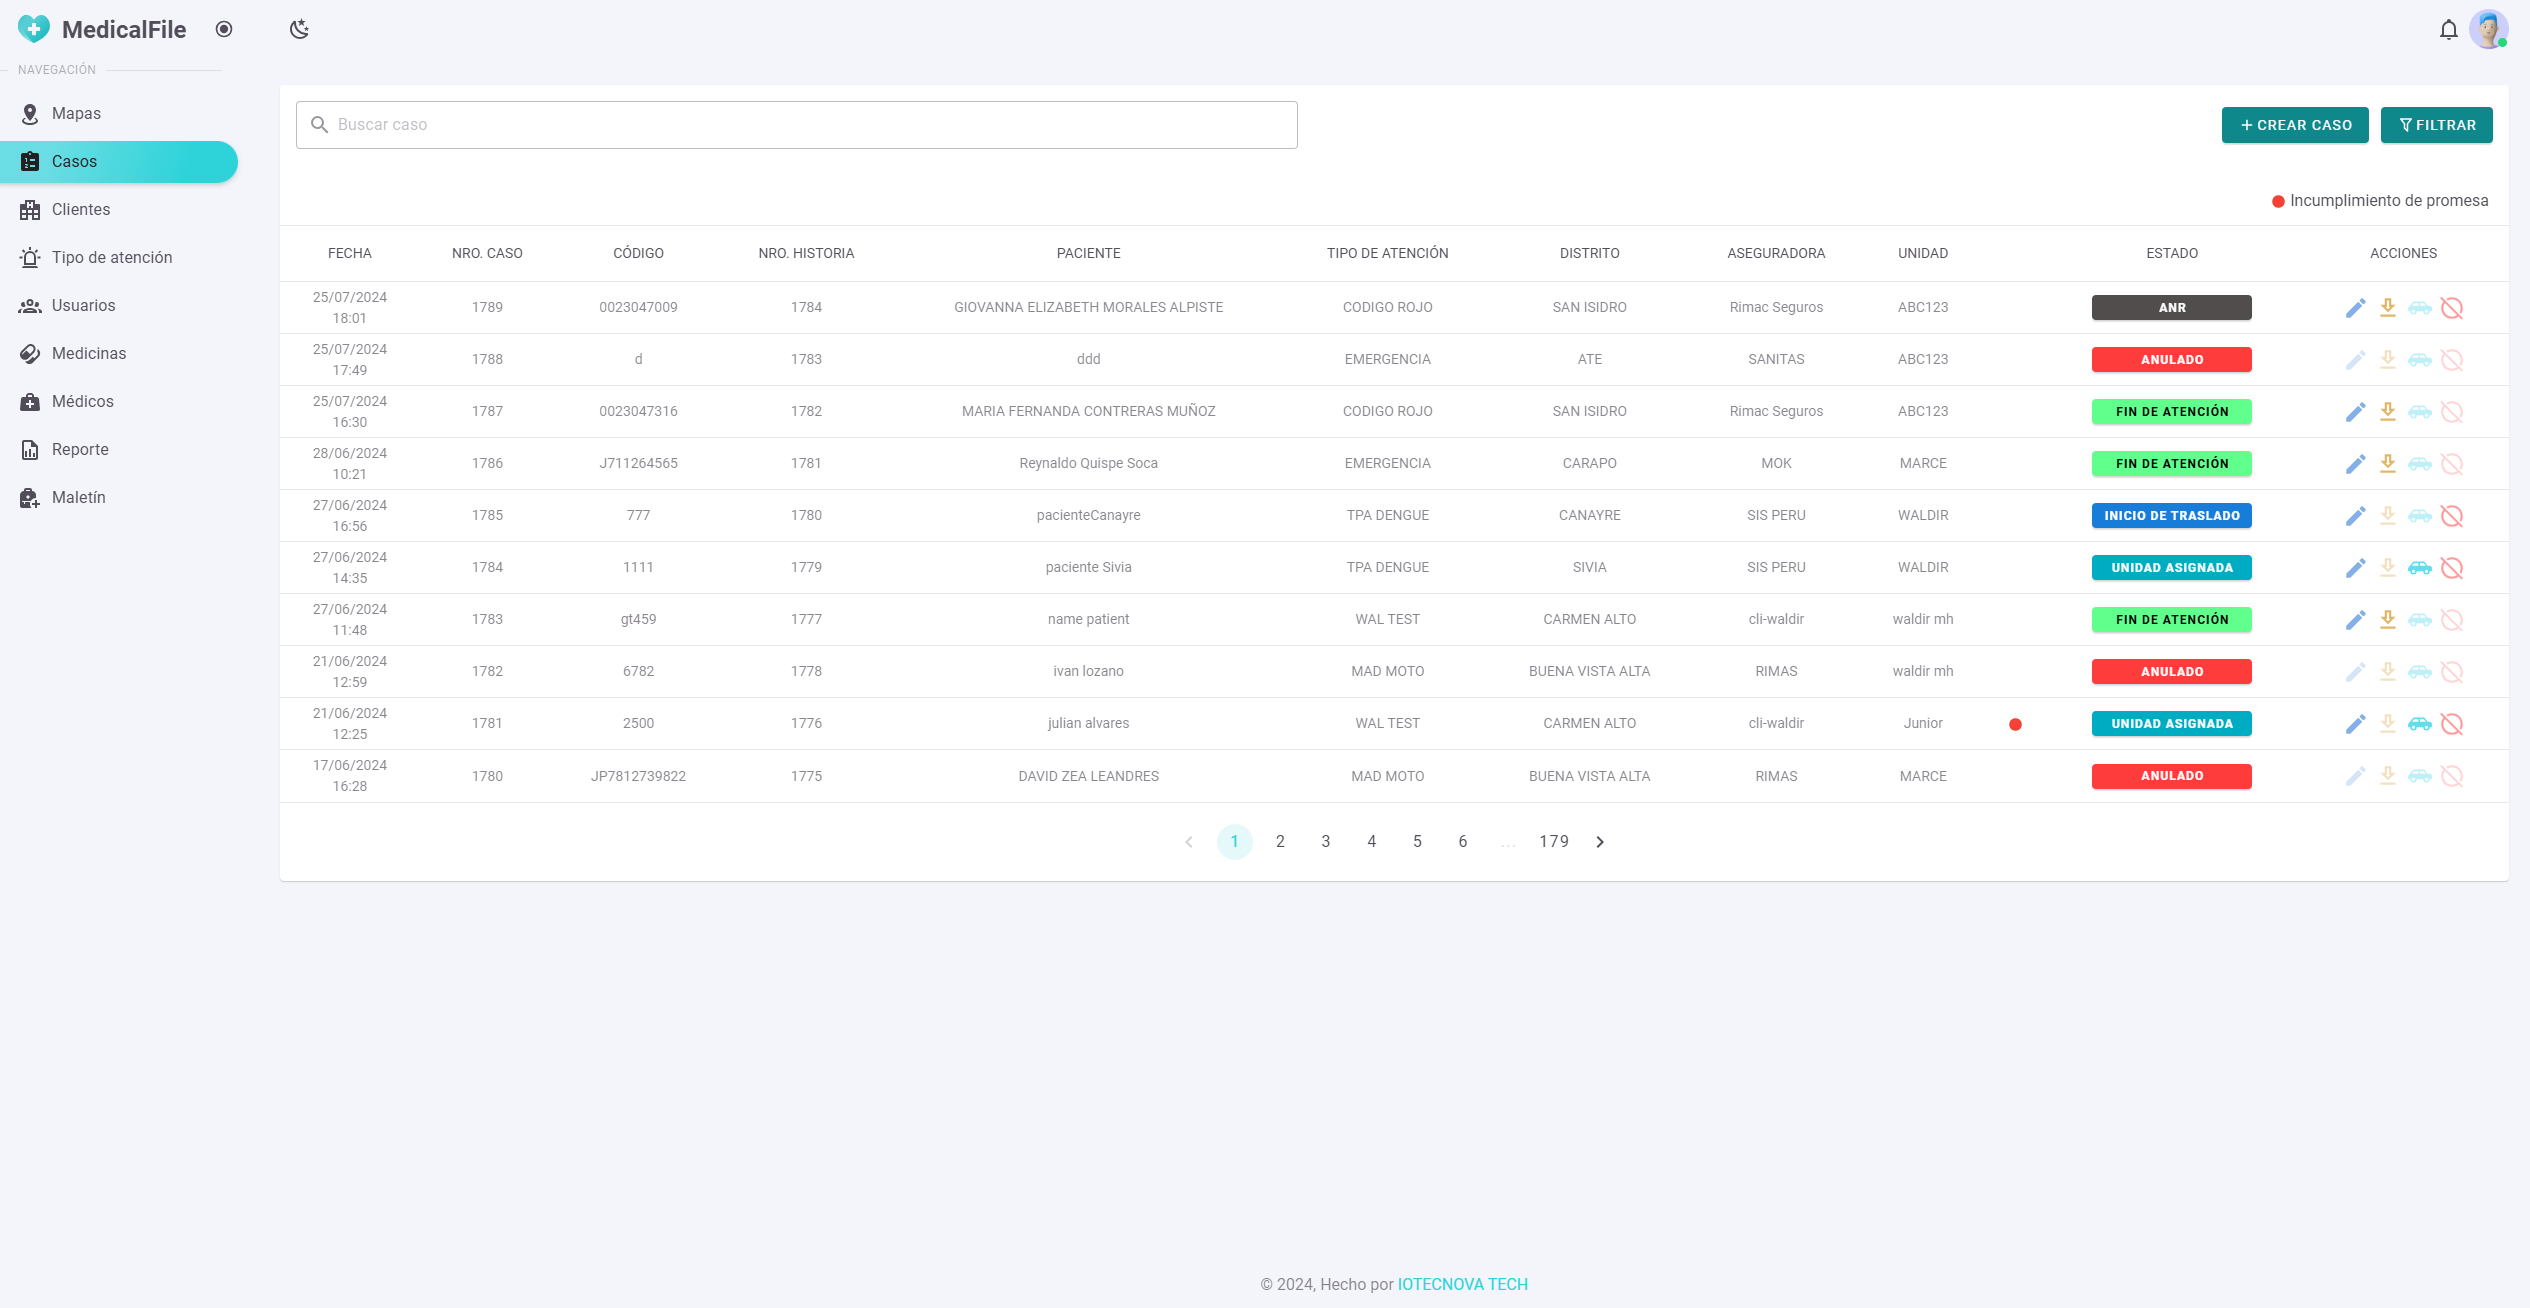 MedicalFile
NAVEGACIÓN
Mapas
Casos
Clientes
Tipo de atención
Usuarios
Medicinas
Médicos
Reporte
Maletín
Buscar caso
+ CREAR CASO FILTRAR
Incumplimiento de promesa
FECHA NRO. CASO CÓDIGO NRO. HISTORIA PACIENTE TIPO DE ATENCIÓN DISTRITO ASEGURADORA UNIDAD ESTADO ACCIONES
25/07/2024 18:01 1789 0023047009 1784 GIOVANNA ELIZABETH MORALES ALPISTE CODIGO ROJO SAN ISIDRO Rimac Seguros ABC123 ANR
25/07/2024 17:49 1788 d 1783 ddd EMERGENCIA ATE SANITAS ABC123 ANULADO
25/07/2024 16:30 1787 0023047316 1782 MARIA FERNANDA CONTRERAS MUÑOZ CODIGO ROJO SAN ISIDRO Rimac Seguros ABC123 FIN DE ATENCIÓN
28/06/2024 10:21 1786 J711264565 1781 Reynaldo Quispe Soca EMERGENCIA CARAPO MOK MARCE FIN DE ATENCIÓN
27/06/2024 16:56 1785 777 1780 pacienteCanayre TPA DENGUE CANAYRE SIS PERU WALDIR INICIO DE TRASLADO
27/06/2024 14:35 1784 1111 1779 paciente Sivia TPA DENGUE SIVIA SIS PERU WALDIR UNIDAD ASIGNADA
27/06/2024 11:48 1783 gt459 1777 name patient WAL TEST CARMEN ALTO cli-waldir waldir mh FIN DE ATENCIÓN
21/06/2024 12:59 1782 6782 1778 ivan lozano MAD MOTO BUENA VISTA ALTA RIMAS waldir mh ANULADO
21/06/2024 12:25 1781 2500 1776 julian alvares WAL TEST CARMEN ALTO cli-waldir Junior UNIDAD ASIGNADA
17/06/2024 16:28 1780 JP7812739822 1775 DAVID ZEA LEANDRES MAD MOTO BUENA VISTA ALTA RIMAS MARCE ANULADO
1 2 3 4 5 6 ... 179
© 2024, Hecho por IOTECNOVA TECH